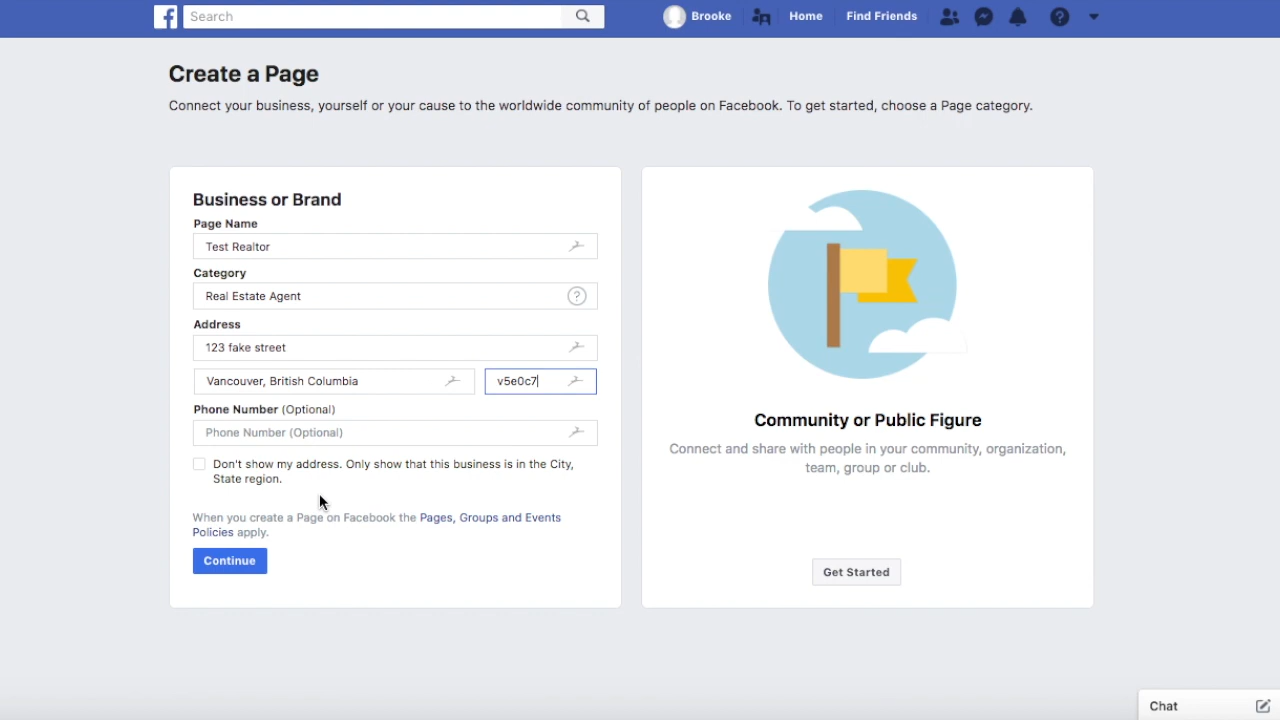 Search
Brooke
Home
Find Friends
Create a Page
Connect your business, yourself or your cause to the worldwide community of people on Facebook. To get started, choose a Page category.
Business or Brand
Page Name
Test Realtor
Category
Real Estate Agent
?
Address
123 fake street
Vancouver, British Columbia
v5e0c7
Phone Number (Optional)
Phone Number (Optional)
Don't show my address. Only show that this business is in the City,
State region.
When you create a Page on Facebook the Pages, Groups and Events
Policies apply.
Continue
Community or Public Figure
Connect and share with people in your community, organization,
team, group or club.
Get Started
Chat